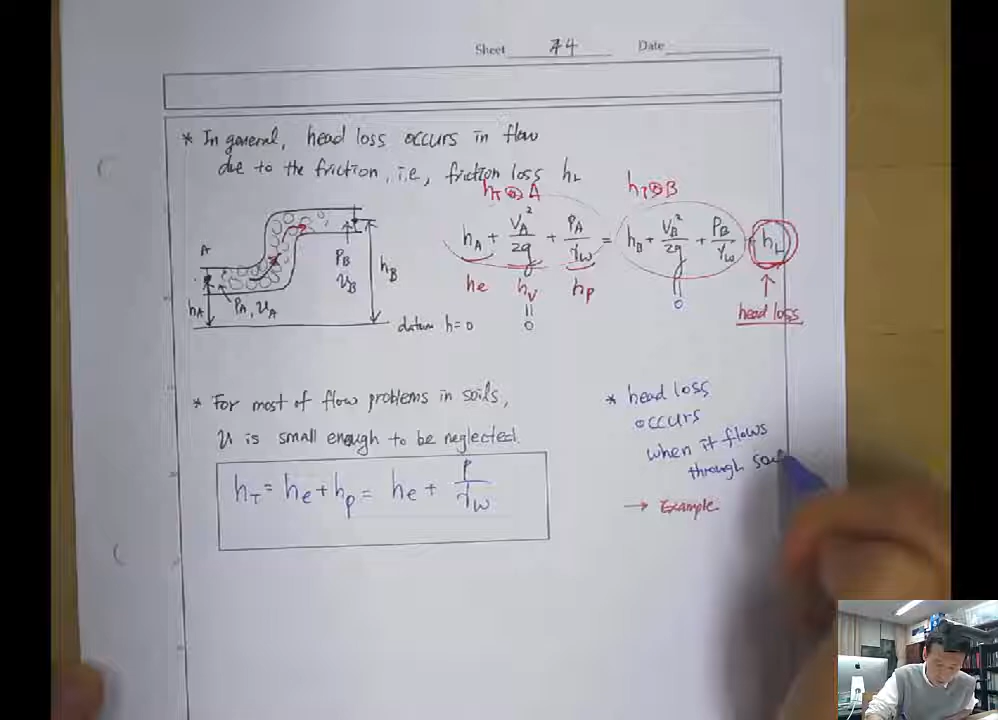 Sheet 74 Date
* In general, head loss occurs in flow
due to the friction, i.e, friction loss hL
hT @ A hT @ B
hA + vA²/2g + PA/γw = hB + vB²/2g + PB/γw + hL
he hv hp
0 0
head loss
A
hA
PA, vA
PB
vB
hB
datum h=0
* For most of flow problems in soils,
v is small enough to be neglected.
hT = he + hp = he + P/γw
* head loss
occurs
when it flows
through
→ Example